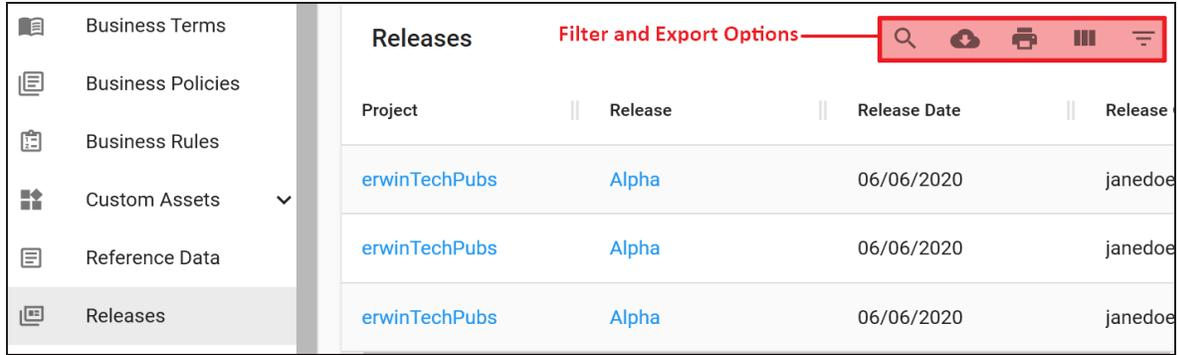 Business Terms
Business Policies
Business Rules
Custom Assets
Reference Data
Releases
Releases Filter and Export Options
Project Release Release Date Release
erwinTechPubs Alpha 06/06/2020 janedoe
erwinTechPubs Alpha 06/06/2020 janedoe
erwinTechPubs Alpha 06/06/2020 janedoe